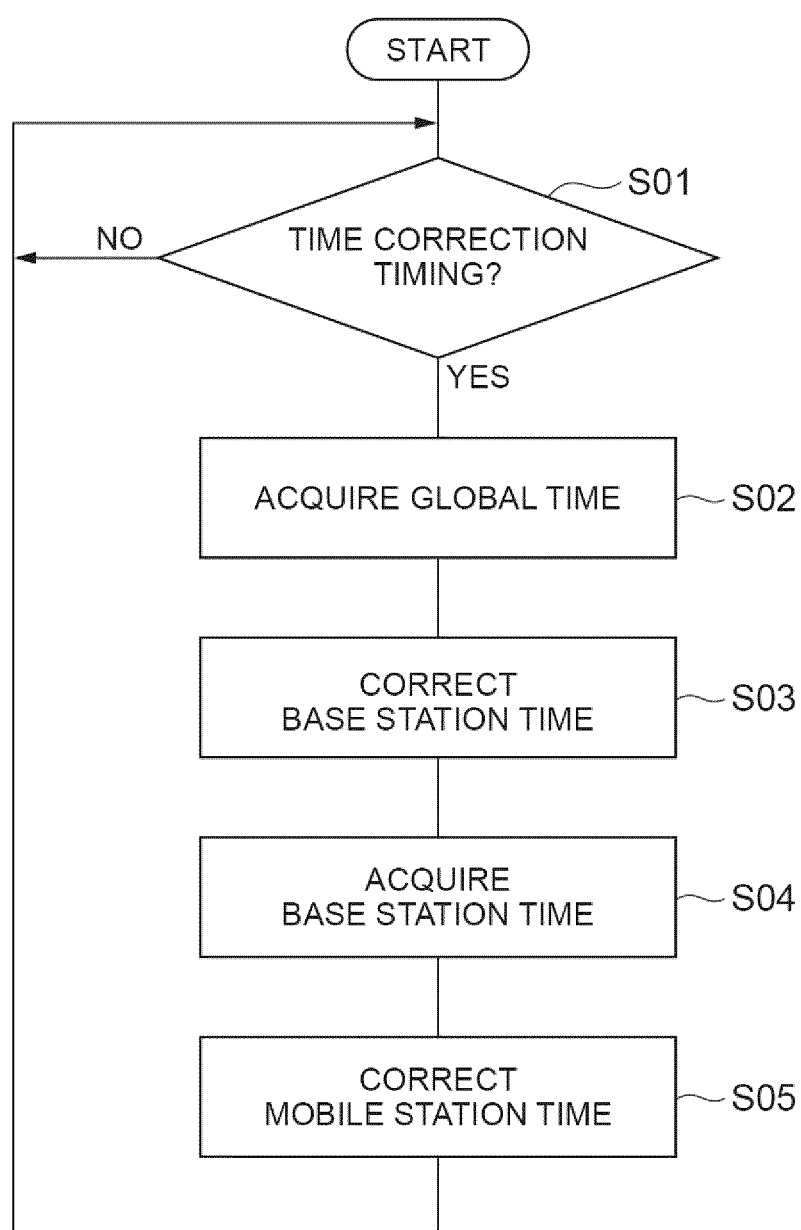 START
S01
TIME CORRECTION
TIMING?
NO
YES
ACQUIRE GLOBAL TIME
S02
CORRECT
BASE STATION TIME
S03
ACQUIRE
BASE STATION TIME
S04
CORRECT
MOBILE STATION TIME
S05